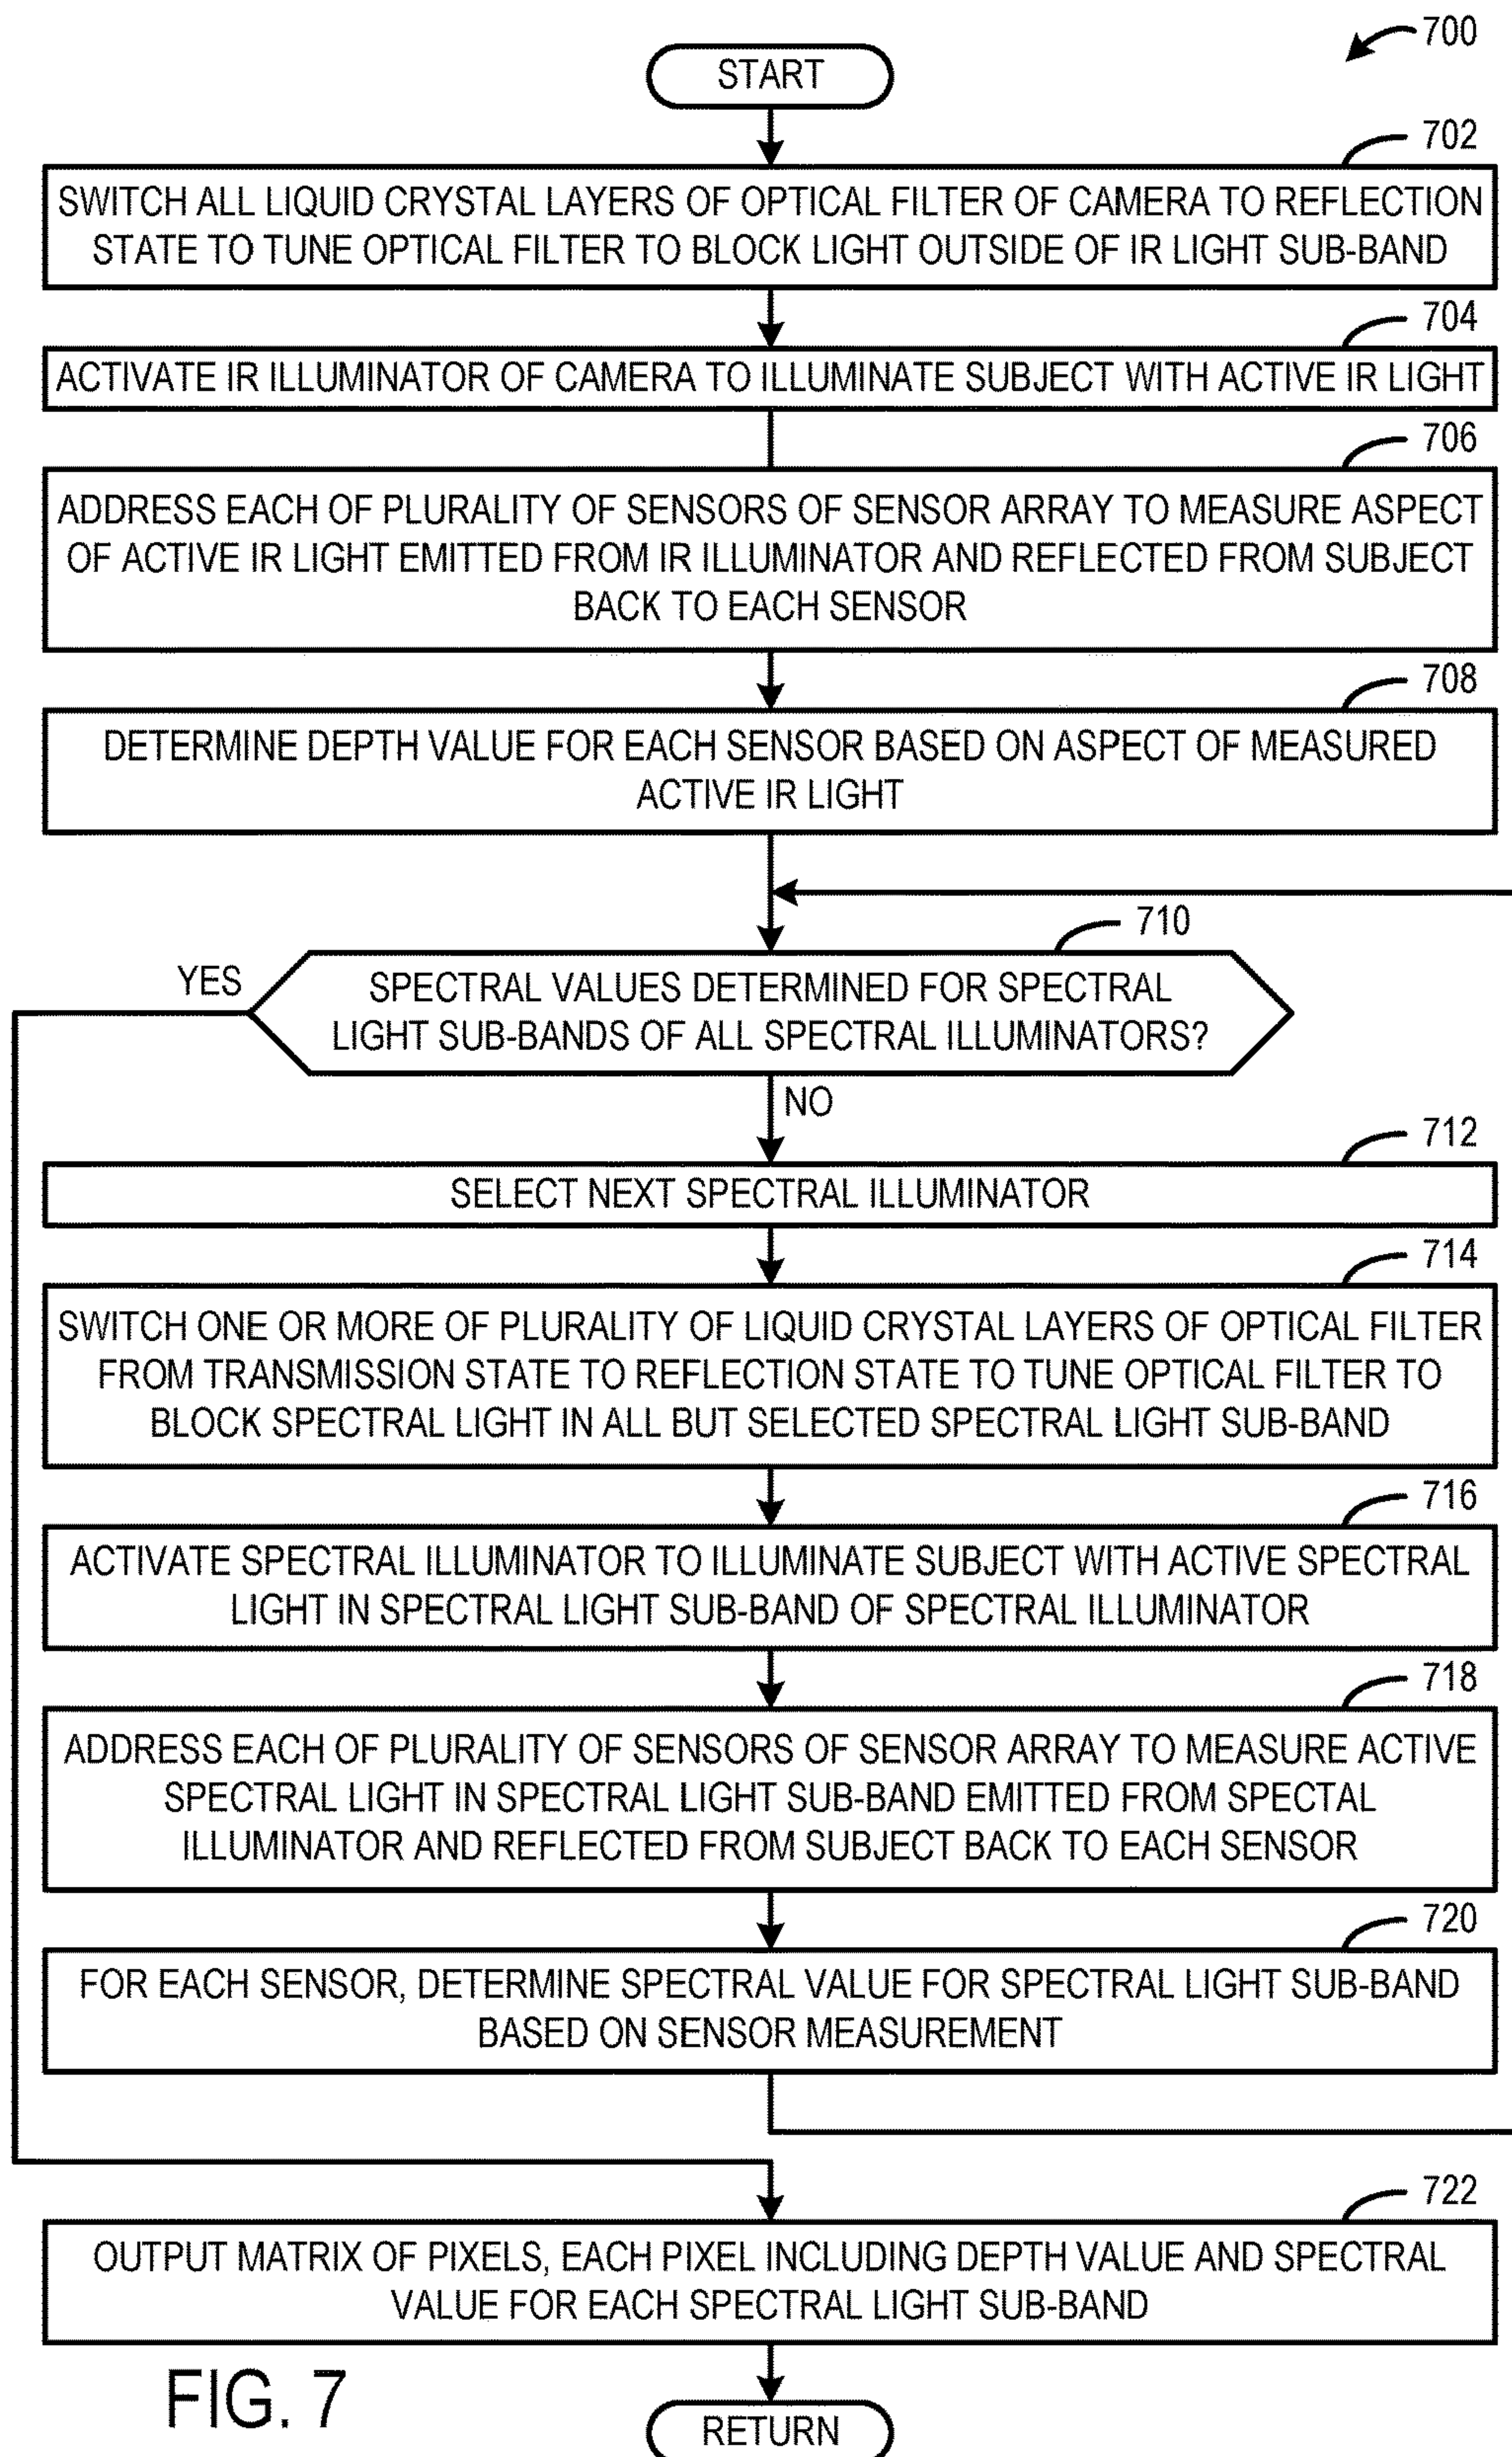 700
START
702
SWITCH ALL LIQUID CRYSTAL LAYERS OF OPTICAL FILTER OF CAMERA TO REFLECTION
STATE TO TUNE OPTICAL FILTER TO BLOCK LIGHT OUTSIDE OF IR LIGHT SUB-BAND
704
ACTIVATE IR ILLUMINATOR OF CAMERA TO ILLUMINATE SUBJECT WITH ACTIVE IR LIGHT
706
ADDRESS EACH OF PLURALITY OF SENSORS OF SENSOR ARRAY TO MEASURE ASPECT
OF ACTIVE IR LIGHT EMITTED FROM IR ILLUMINATOR AND REFLECTED FROM SUBJECT
BACK TO EACH SENSOR
708
DETERMINE DEPTH VALUE FOR EACH SENSOR BASED ON ASPECT OF MEASURED
ACTIVE IR LIGHT
710
YES
SPECTRAL VALUES DETERMINED FOR SPECTRAL
LIGHT SUB-BANDS OF ALL SPECTRAL ILLUMINATORS?
NO
712
SELECT NEXT SPECTRAL ILLUMINATOR
714
SWITCH ONE OR MORE OF PLURALITY OF LIQUID CRYSTAL LAYERS OF OPTICAL FILTER
FROM TRANSMISSION STATE TO REFLECTION STATE TO TUNE OPTICAL FILTER TO
BLOCK SPECTRAL LIGHT IN ALL BUT SELECTED SPECTRAL LIGHT SUB-BAND
716
ACTIVATE SPECTRAL ILLUMINATOR TO ILLUMINATE SUBJECT WITH ACTIVE SPECTRAL
LIGHT IN SPECTRAL LIGHT SUB-BAND OF SPECTRAL ILLUMINATOR
718
ADDRESS EACH OF PLURALITY OF SENSORS OF SENSOR ARRAY TO MEASURE ACTIVE
SPECTRAL LIGHT IN SPECTRAL LIGHT SUB-BAND EMITTED FROM SPECTAL
ILLUMINATOR AND REFLECTED FROM SUBJECT BACK TO EACH SENSOR
720
FOR EACH SENSOR, DETERMINE SPECTRAL VALUE FOR SPECTRAL LIGHT SUB-BAND
BASED ON SENSOR MEASUREMENT
722
OUTPUT MATRIX OF PIXELS, EACH PIXEL INCLUDING DEPTH VALUE AND SPECTRAL
VALUE FOR EACH SPECTRAL LIGHT SUB-BAND
FIG. 7
RETURN